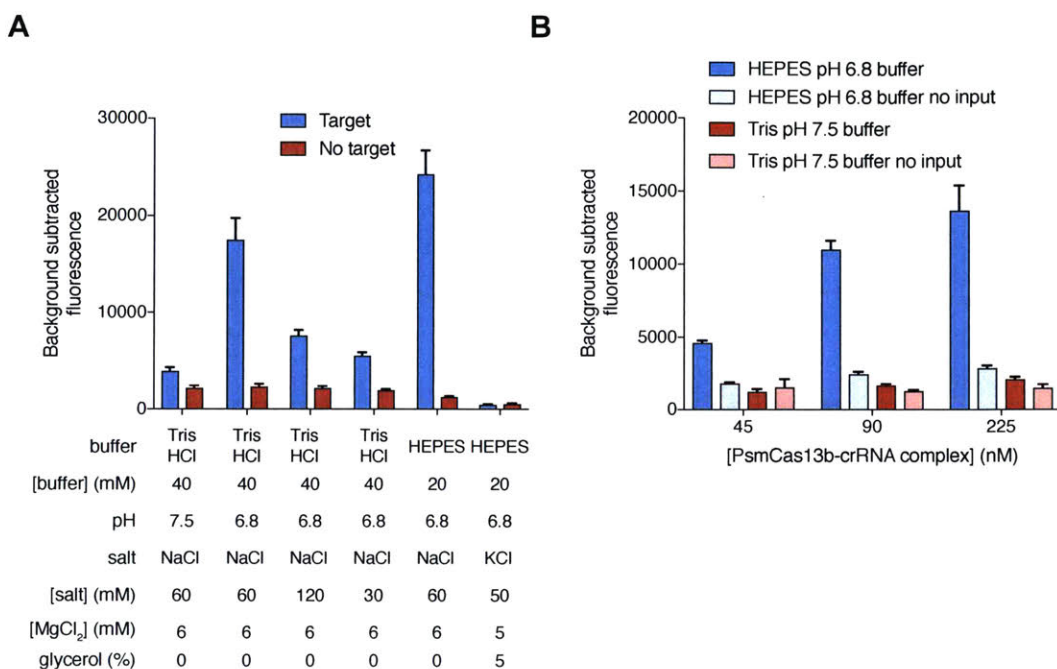 A
Background subtracted
fluorescence
30000
20000
10000
0
Target
No target
buffer Tris HCl Tris HCl Tris HCl Tris HCl HEPES HEPES
[buffer] (mM) 40 40 40 40 20 20
pH 7.5 6.8 6.8 6.8 6.8 6.8
salt NaCl NaCl NaCl NaCl NaCl KCl
[salt] (mM) 60 60 120 30 60 50
[MgCl₂] (mM) 6 6 6 6 6 5
glycerol (%) 0 0 0 0 0 5
B
HEPES pH 6.8 buffer
HEPES pH 6.8 buffer no input
Tris pH 7.5 buffer
Tris pH 7.5 buffer no input
Background subtracted
fluorescence
20000
15000
10000
5000
0
45 90 225
[PsmCas13b-crRNA complex] (nM)